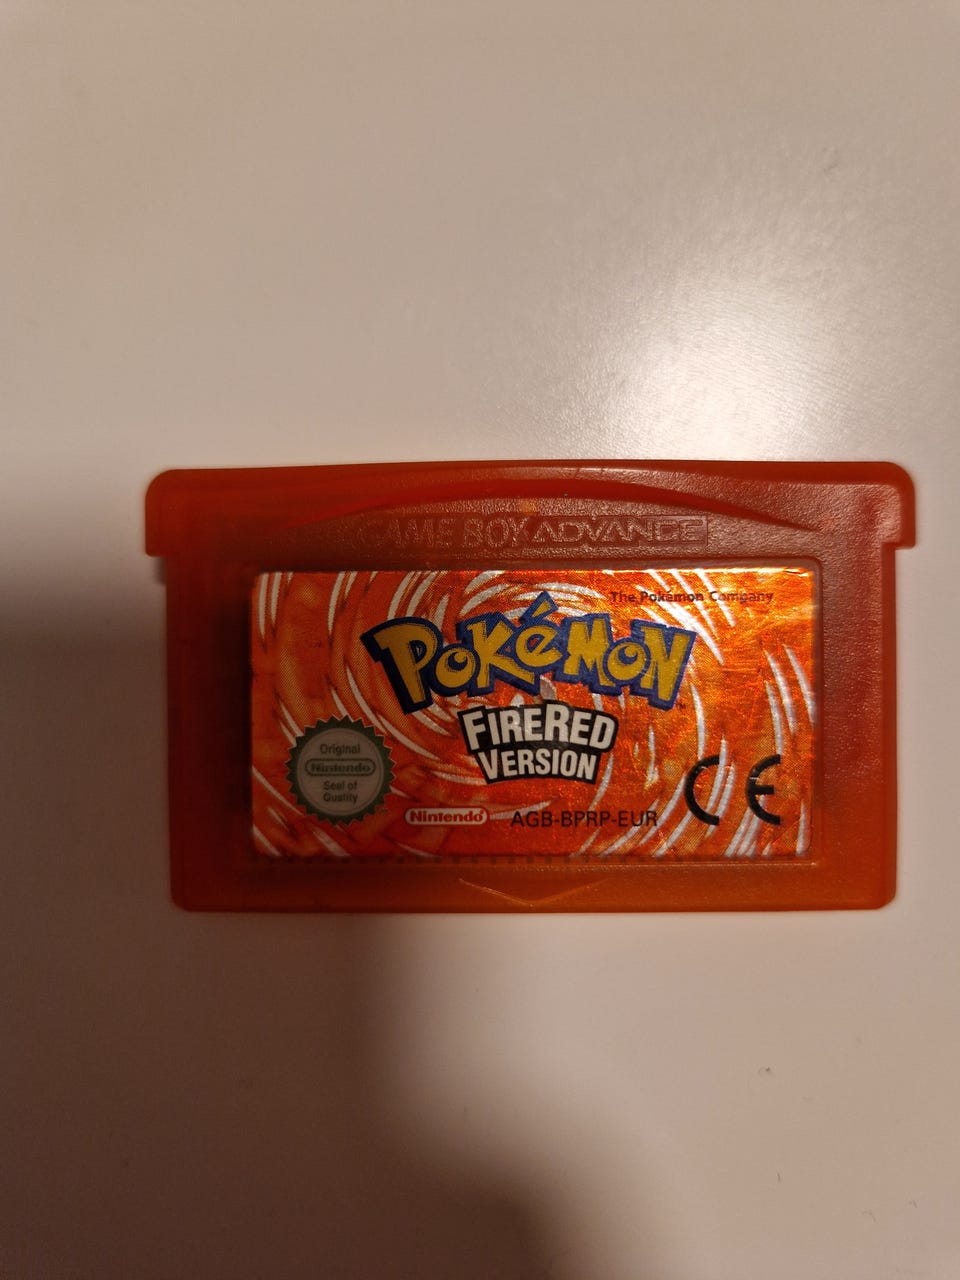 GAME BOY ADVANCE
The Pokémon Company
POKéMON
FIRERED
VERSION
Original
Nintendo
Seal of
Quality
Nintendo
AGB-BPRP-EUR
CE